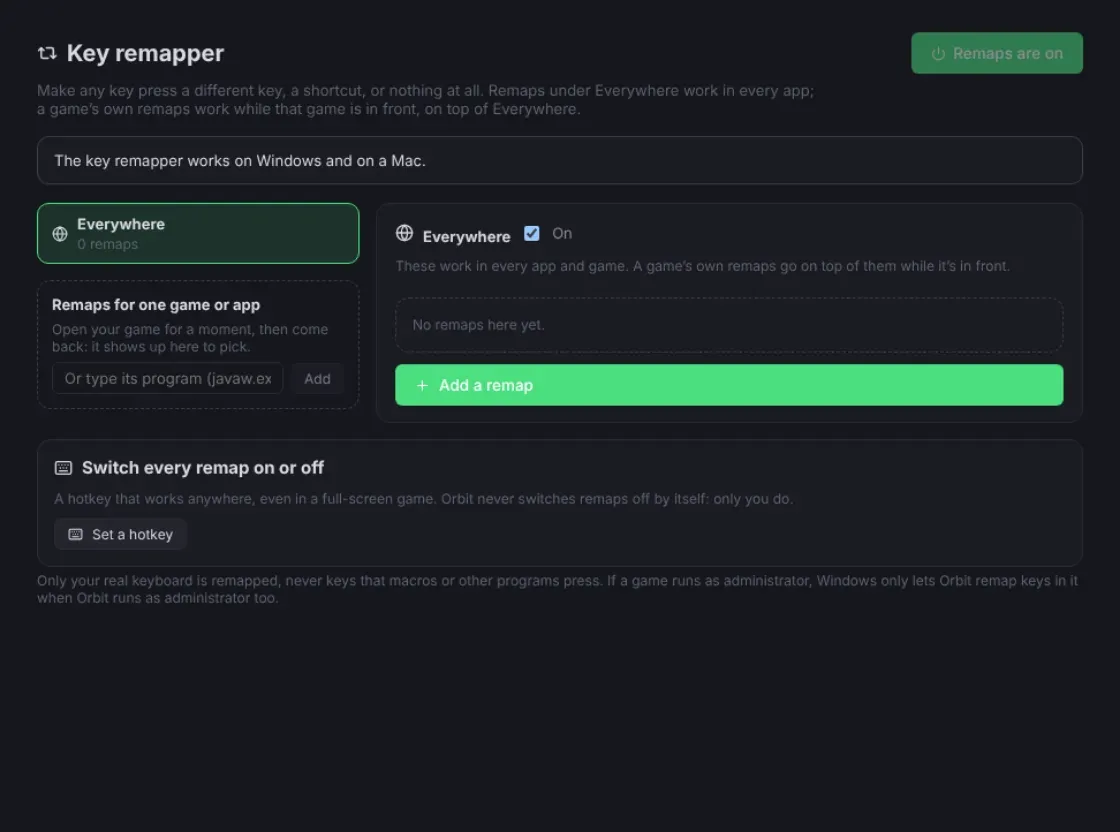 Key remapper
Remaps are on
Make any key press a different key, a shortcut, or nothing at all. Remaps under Everywhere work in every app;
a game's own remaps work while that game is in front, on top of Everywhere.
The key remapper works on Windows and on a Mac.
Everywhere
0 remaps
Remaps for one game or app
Open your game for a moment, then come
back: it shows up here to pick.
Or type its program (javaw.ex
Add
Everywhere
On
These work in every app and game. A game's own remaps go on top of them while it's in front.
No remaps here yet.
+ Add a remap
Switch every remap on or off
A hotkey that works anywhere, even in a full-screen game. Orbit never switches remaps off by itself: only you do.
Set a hotkey
Only your real keyboard is remapped, never keys that macros or other programs press. If a game runs as administrator, Windows only lets Orbit remap keys in it
when Orbit runs as administrator too.